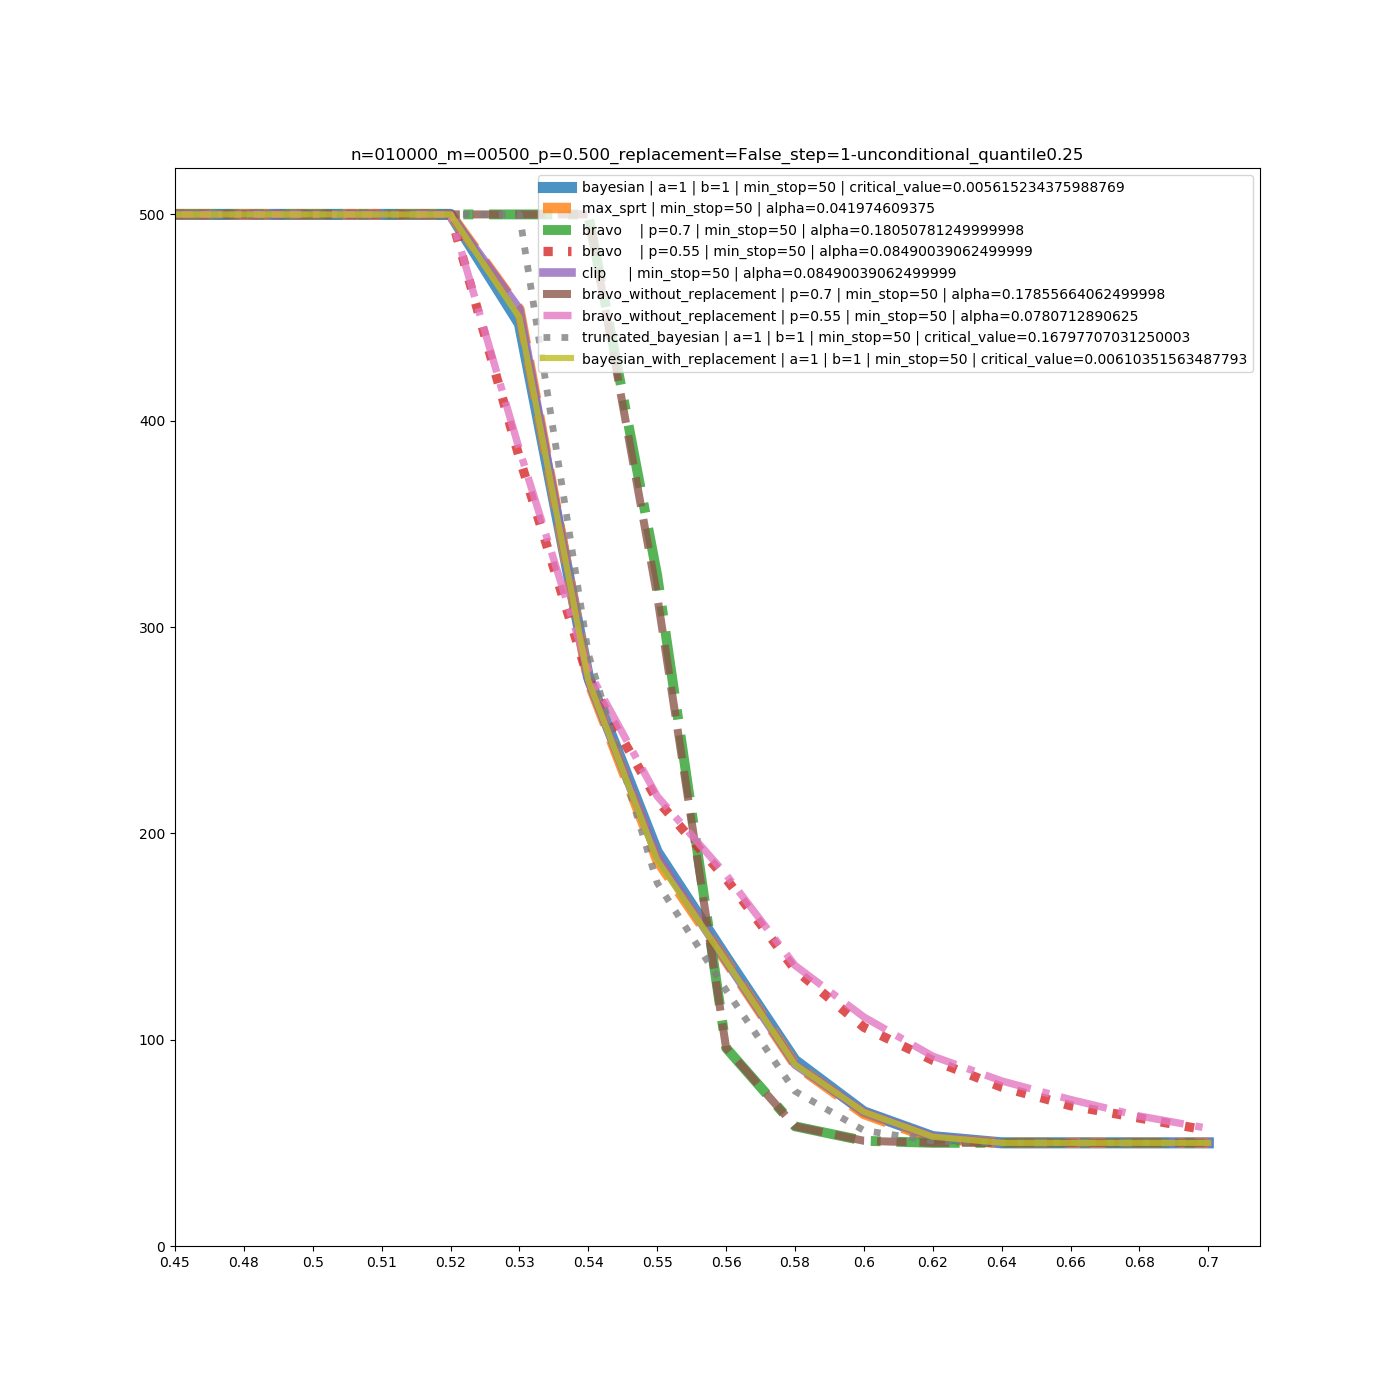 n=010000_m=00500_p=0.500_replacement=False_step=1-unconditional_quantile0.25
bayesian | a=1 | b=1 | min_stop=50 | critical_value=0.005615234375988769
max_sprt | min_stop=50 | alpha=0.041974609375
bravo | p=0.7 | min_stop=50 | alpha=0.18050781249999998
bravo | p=0.55 | min_stop=50 | alpha=0.08490039062499999
clip | min_stop=50 | alpha=0.08490039062499999
bravo_without_replacement | p=0.7 | min_stop=50 | alpha=0.17855664062499998
bravo_without_replacement | p=0.55 | min_stop=50 | alpha=0.0780712890625
truncated_bayesian | a=1 | b=1 | min_stop=50 | critical_value=0.16797707031250003
bayesian_with_replacement | a=1 | b=1 | min_stop=50 | critical_value=0.00610351563487793
500
400
300
200
100
0
0.45 0.48 0.5 0.51 0.52 0.53 0.54 0.55 0.56 0.58 0.6 0.62 0.64 0.66 0.68 0.7